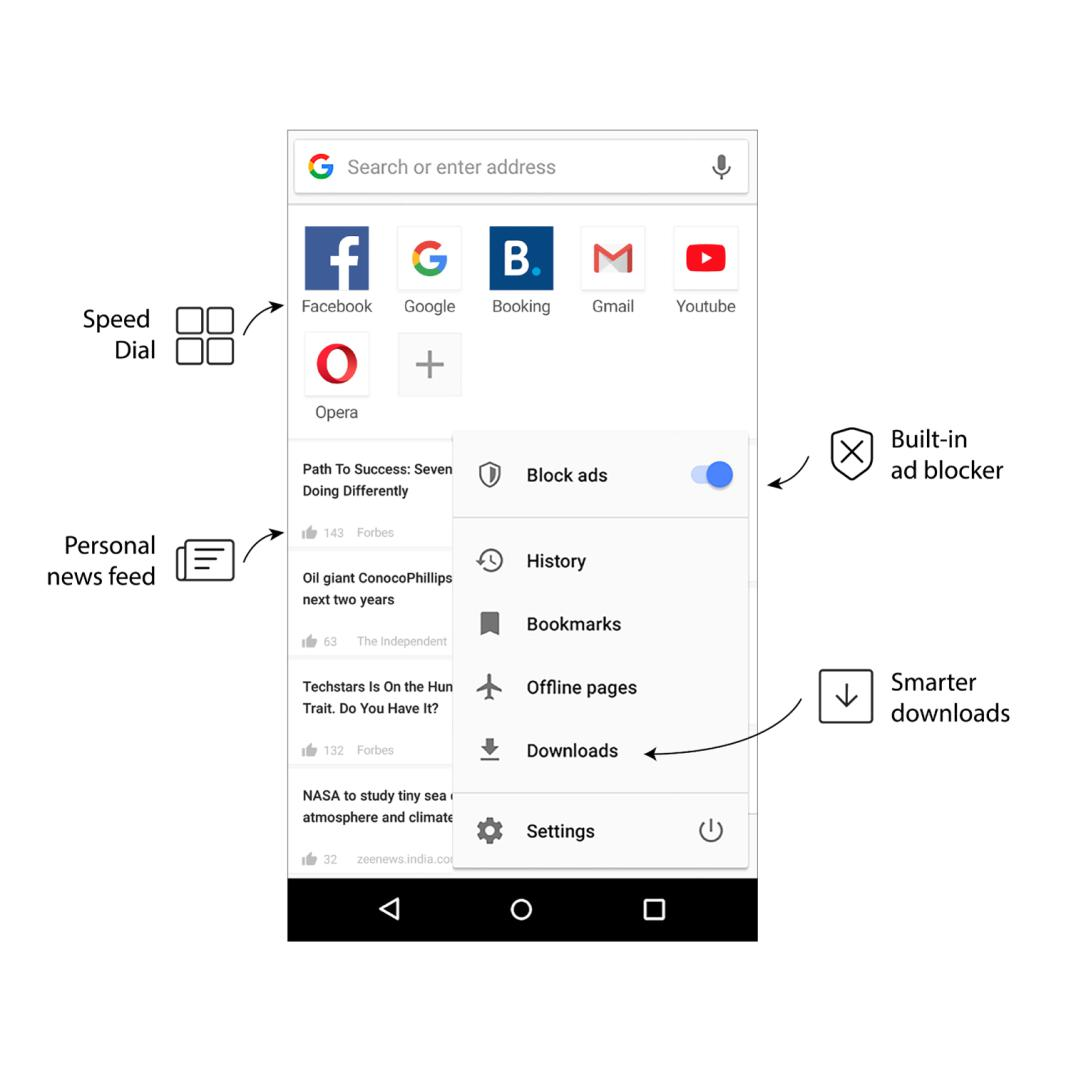 Search or enter address
Facebook
Google
B.
Booking
Gmail
Youtube
Speed
Dial
Opera
Built-in
ad blocker
Block ads
Path To Success: Seven
Doing Differently
143 Forbes
Personal
news feed
History
Oil giant ConocoPhillips
next two years
63 The Independent
Bookmarks
Offline pages
Techstars Is On the Hun
Trait. Do You Have It?
132 Forbes
Smarter
downloads
Downloads
NASA to study tiny sea
atmosphere and climate
32 zeenews.india.co
Settings